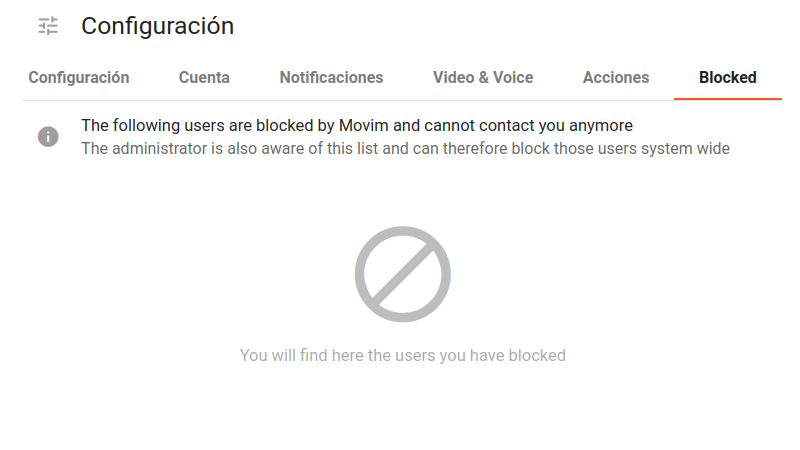 Configuración
Configuración Cuenta Notificaciones Video & Voice Acciones Blocked
The following users are blocked by Movim and cannot contact you anymore
The administrator is also aware of this list and can therefore block those users system wide
You will find here the users you have blocked